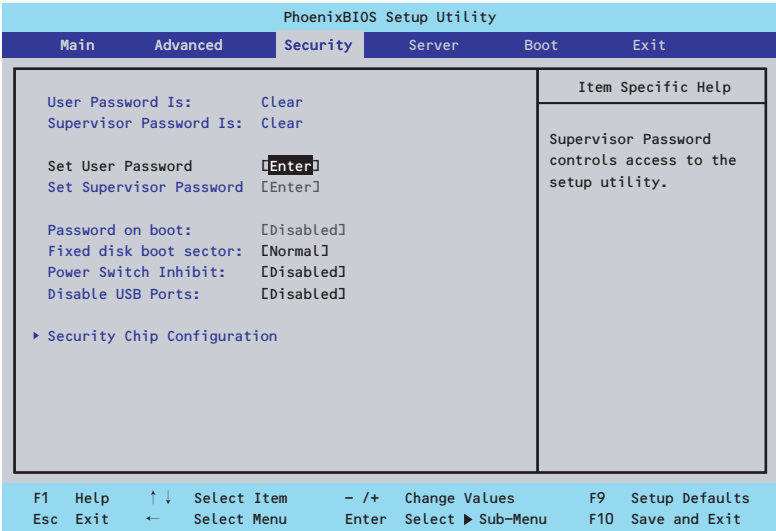 PhoenixBIOS Setup Utility
Main Advanced Security Server Boot Exit
User Password Is: Clear
Supervisor Password Is: Clear
Set User Password [Enter]
Set Supervisor Password [Enter]
Password on boot: [Disabled]
Fixed disk boot sector: [Normal]
Power Switch Inhibit: [Disabled]
Disable USB Ports: [Disabled]
▸ Security Chip Configuration
Item Specific Help
Supervisor Password
controls access to the
setup utility.
F1 Help ↑↓ Select Item - /+ Change Values F9 Setup Defaults
Esc Exit ← Select Menu Enter Select ▶ Sub-Menu F10 Save and Exit